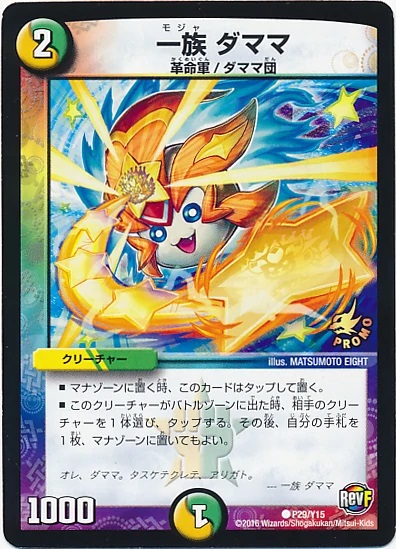 2
モジャ
一族 ダママ
かくめいぐん だん
革命軍 / ダママ団
PROMO
クリーチャー
illus. MATSUMOTO EIGHT
■ マナゾーンに置く時、このカードはタップして置く。
■ このクリーチャーがバトルゾーンに出た時、相手のクリー
チャーを1体選び、タップする。その後、自分の手札を
1枚、マナゾーンに置いてもよい。
オレ、ダママ。タスケテクレテ、アリガト。
--- 一族 ダママ
1000
1
RevF
●P29/Y15
©2016 Wizards/Shogakukan/Mitsui-Kids